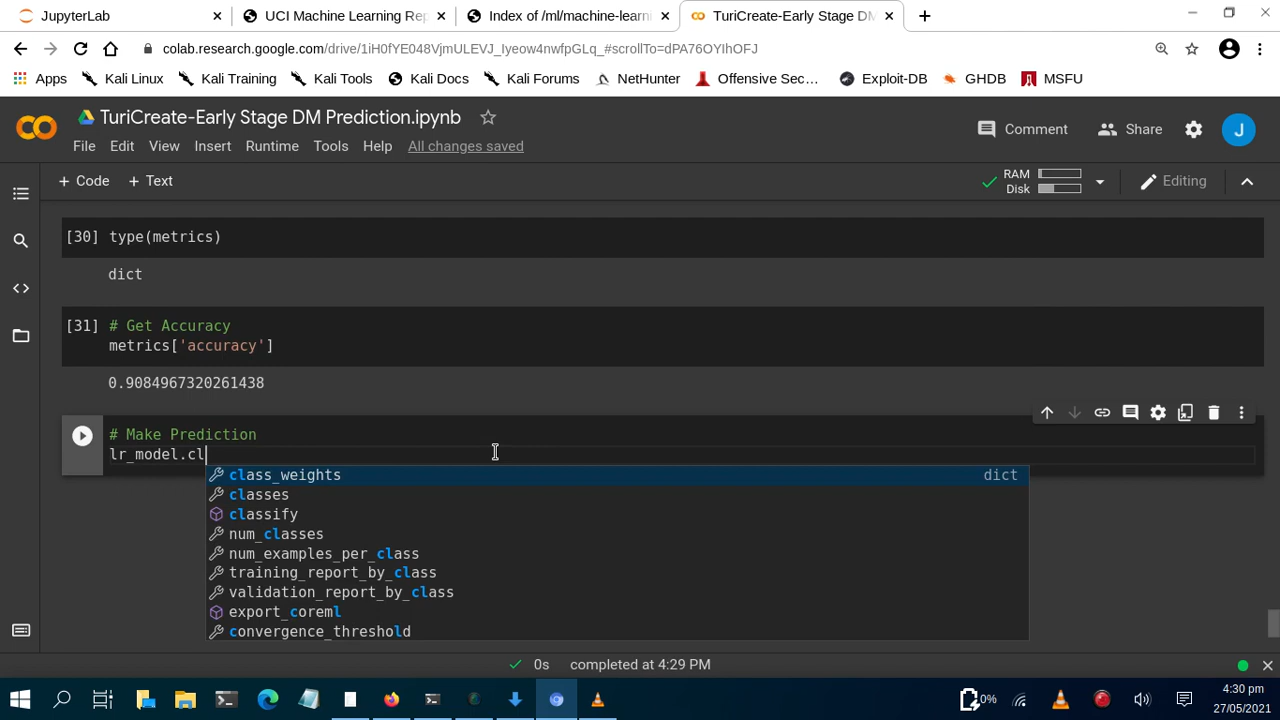 JupyterLab
UCI Machine Learning Rep
Index of /ml/machine-learni
TuriCreate-Early Stage DM
colab.research.google.com/drive/1iH0fYE048VjmULEVJ_Iyeow4nwfpGLq_#scrollTo=dPA76OYIhOFJ
Apps Kali Linux Kali Training Kali Tools Kali Docs Kali Forums NetHunter Offensive Sec... Exploit-DB GHDB MSFU
TuriCreate-Early Stage DM Prediction.ipynb
Comment Share J
File Edit View Insert Runtime Tools Help All changes saved
+ Code + Text
RAM
Disk
Editing
[30] type(metrics)
dict
[31] # Get Accuracy
metrics['accuracy']
0.9084967320261438
# Make Prediction
lr_model.cl
class_weights dict
classes
classify
num_classes
num_examples_per_class
training_report_by_class
validation_report_by_class
export_coreml
convergence_threshold
0s completed at 4:29 PM
0%
4:30 pm
27/05/2021